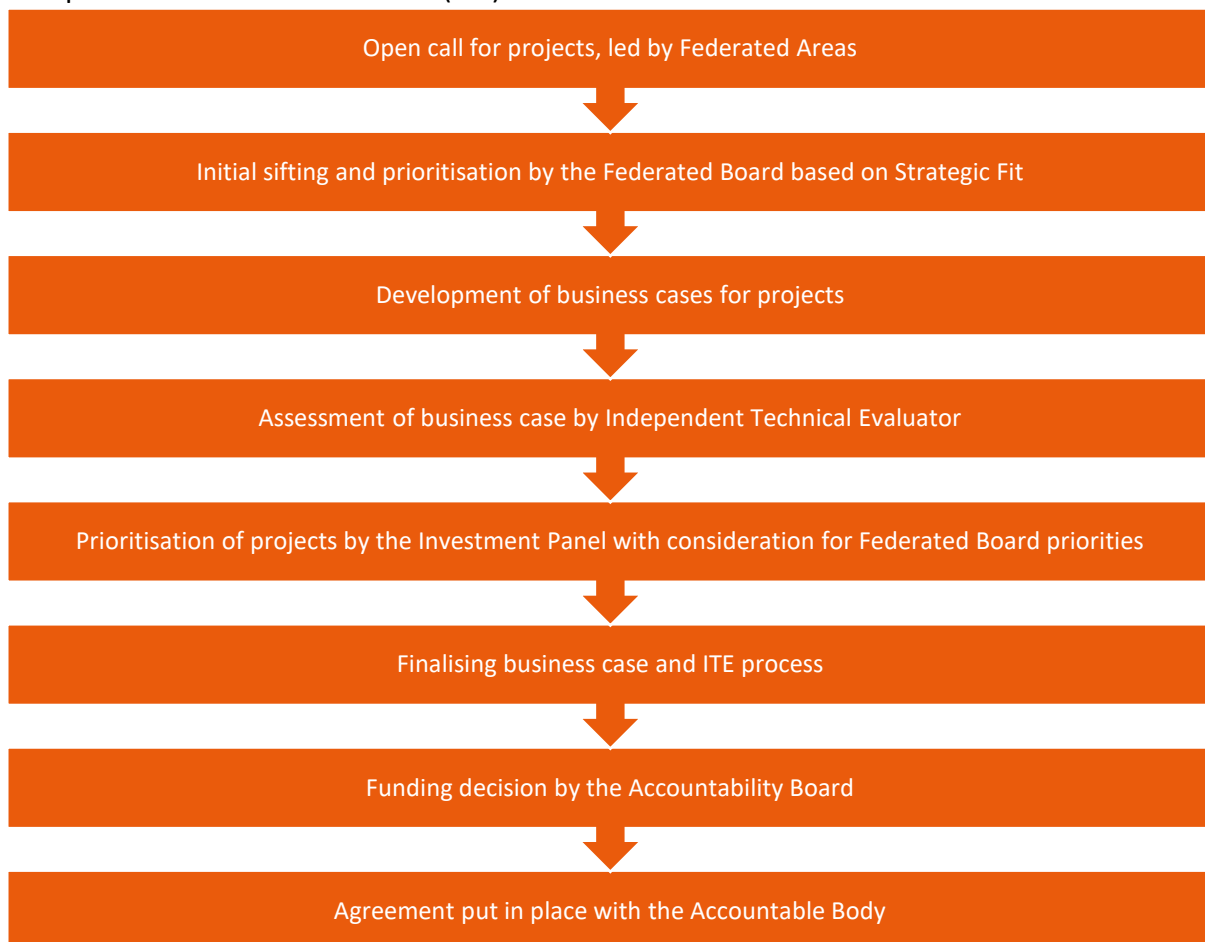 Open call for projects, led by Federated Areas
Initial sifting and prioritisation by the Federated Board based on Strategic Fit
Development of business cases for projects
Assessment of business case by Independent Technical Evaluator
Prioritisation of projects by the Investment Panel with consideration for Federated Board priorities
Finalising business case and ITE process
Funding decision by the Accountability Board
Agreement put in place with the Accountable Body